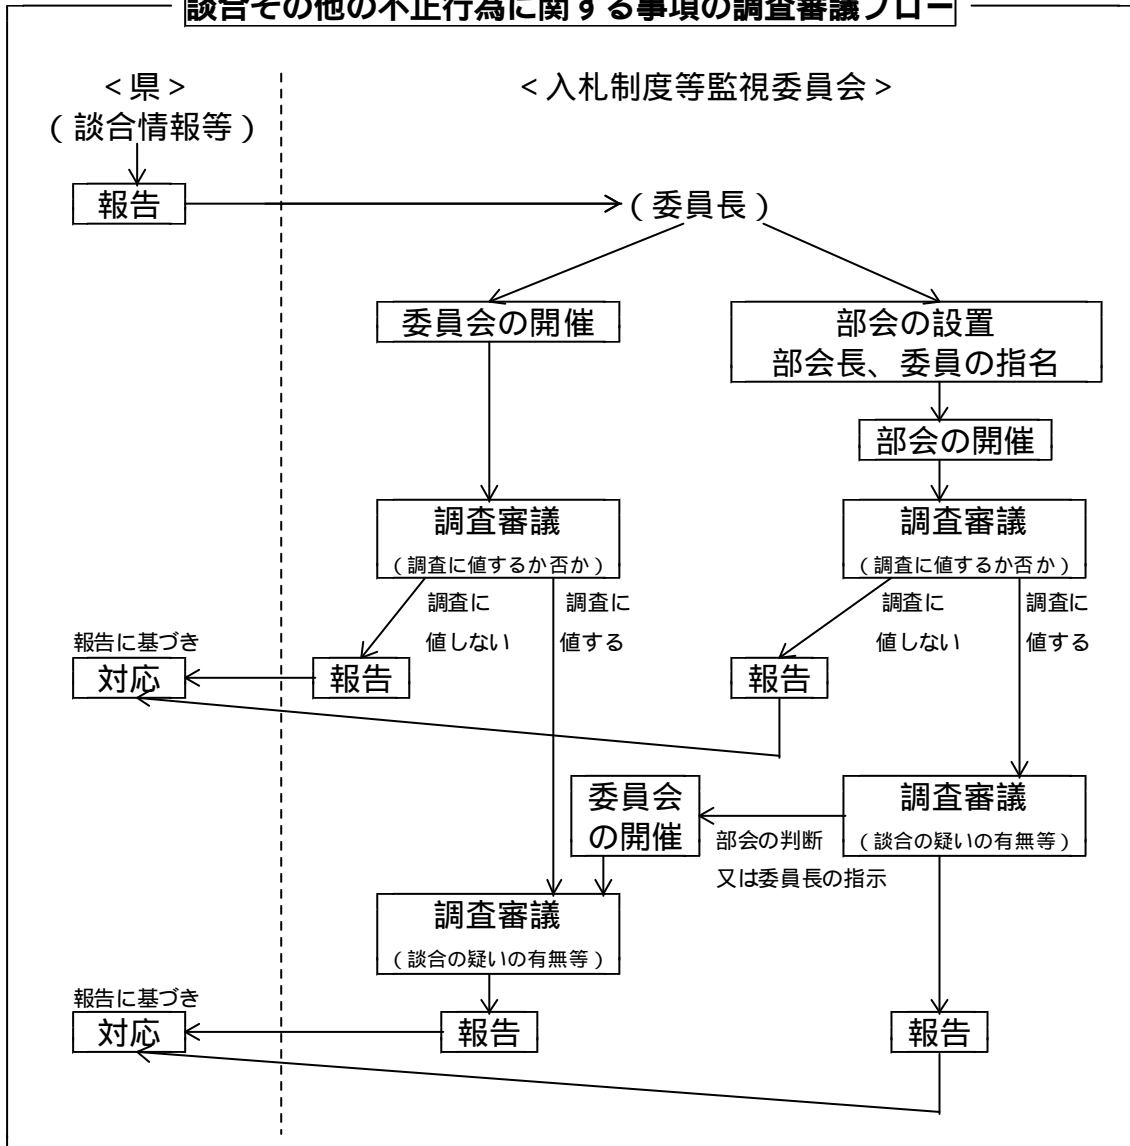 談合その他の不正行為に関する事項の調査審議フロー
<県>
<入札制度等監視委員会>
(談合情報等)
報告
(委員長)
委員会の開催
部会の設置
部会長、委員の指名
部会の開催
調査審議
(調査に値するか否か)
調査審議
(調査に値するか否か)
調査に
値しない
調査に
値する
調査に
値しない
調査に
値する
報告に基づき
対応
報告
報告
委員会
の開催
部会の判断
又は委員長の指示
調査審議
(談合の疑いの有無等)
調査審議
(談合の疑いの有無等)
報告に基づき
対応
報告
報告